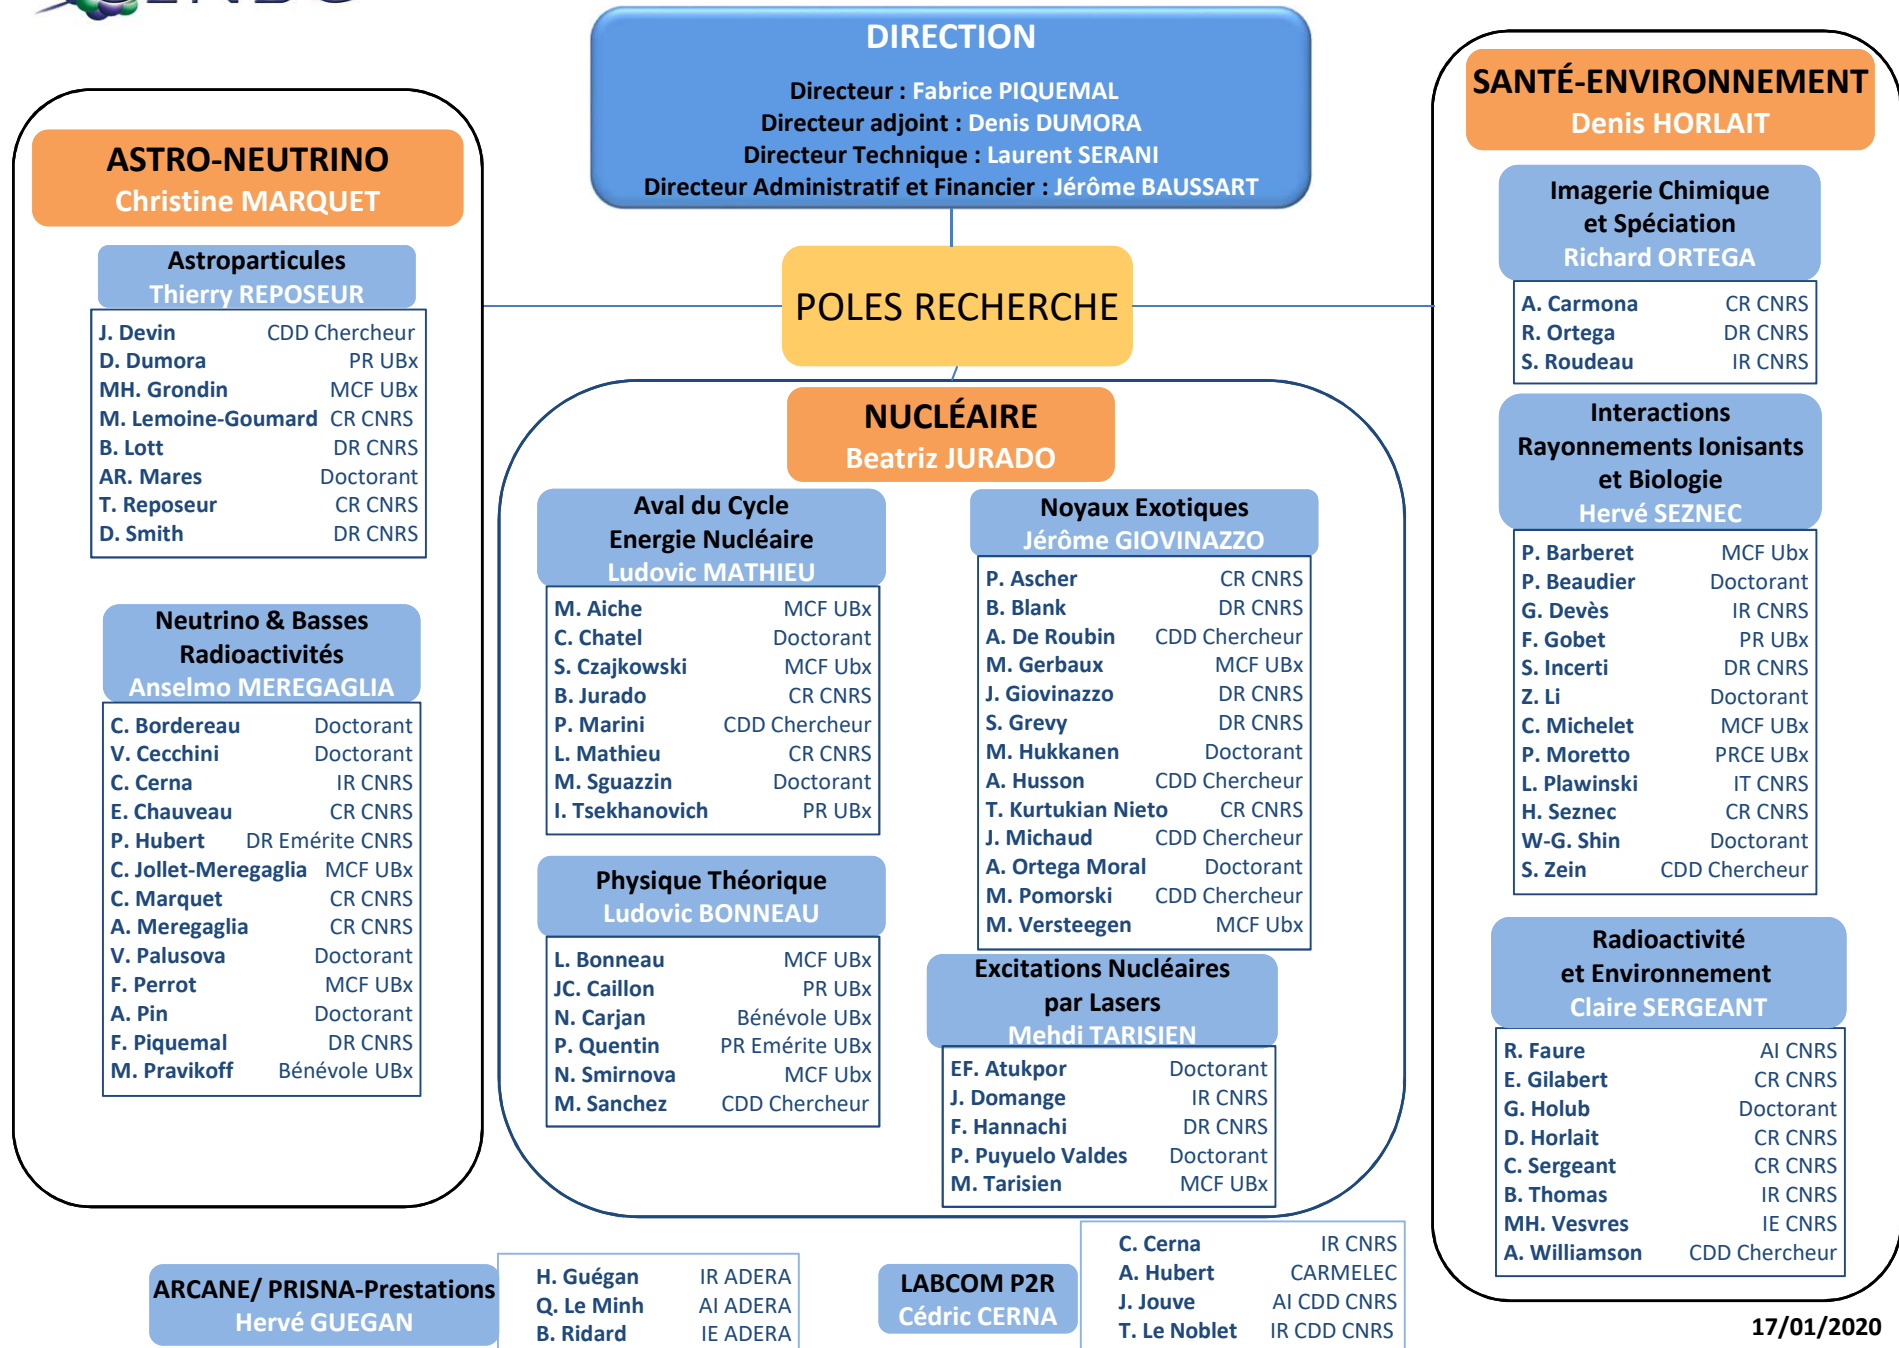 DIRECTION
Directeur : Fabrice PIQUEMAL
Directeur adjoint : Denis DUMORA
Directeur Technique : Laurent SERANI
Directeur Administratif et Financier : Jérôme BAUSSART
POLES RECHERCHE
ASTRO-NEUTRINO
Christine MARQUET
Astroparticules
Thierry REPOSEUR
J. Devin CDD Chercheur
D. Dumora PR UBx
MH. Grondin MCF UBx
M. Lemoine-Goumard CR CNRS
B. Lott DR CNRS
AR. Mares Doctorant
T. Reposeur CR CNRS
D. Smith DR CNRS
Neutrino & Basses
Radioactivités
Anselmo MEREGAGLIA
C. Bordereau Doctorant
V. Cecchini Doctorant
C. Cerna IR CNRS
E. Chauveau CR CNRS
P. Hubert DR Emérite CNRS
C. Jollet-Meregaglia MCF UBx
C. Marquet CR CNRS
A. Meregaglia CR CNRS
V. Palusova Doctorant
F. Perrot MCF UBx
A. Pin Doctorant
F. Piquemal DR CNRS
M. Pravikoff Bénévole UBx
NUCLÉAIRE
Beatriz JURADO
Aval du Cycle
Energie Nucléaire
Ludovic MATHIEU
M. Aiche MCF UBx
C. Chatel Doctorant
S. Czajkowski MCF Ubx
B. Jurado CR CNRS
P. Marini CDD Chercheur
L. Mathieu CR CNRS
M. Sguazzin Doctorant
I. Tsekhanovich PR UBx
Physique Théorique
Ludovic BONNEAU
L. Bonneau MCF UBx
JC. Caillon PR UBx
N. Carjan Bénévole UBx
P. Quentin PR Emérite UBx
N. Smirnova MCF Ubx
M. Sanchez CDD Chercheur
Noyaux Exotiques
Jérôme GIOVINAZZO
P. Ascher CR CNRS
B. Blank DR CNRS
A. De Roubin CDD Chercheur
M. Gerbaux MCF UBx
J. Giovinazzo DR CNRS
S. Grevy DR CNRS
M. Hukkanen Doctorant
A. Husson CDD Chercheur
T. Kurtukian Nieto CR CNRS
J. Michaud CDD Chercheur
A. Ortega Moral Doctorant
M. Pomorski CDD Chercheur
M. Versteegen MCF Ubx
Excitations Nucléaires
par Lasers
Mehdi TARISIEN
EF. Atukpor Doctorant
J. Domange IR CNRS
F. Hannachi DR CNRS
P. Puyuelo Valdes Doctorant
M. Tarisien MCF UBx
SANTÉ-ENVIRONNEMENT
Denis HORLAIT
Imagerie Chimique
et Spéciation
Richard ORTEGA
A. Carmona CR CNRS
R. Ortega DR CNRS
S. Roudeau IR CNRS
Interactions
Rayonnements Ionisants
et Biologie
Hervé SEZNEC
P. Barberet MCF Ubx
P. Beaudier Doctorant
G. Devès IR CNRS
F. Gobet PR UBx
S. Incerti DR CNRS
Z. Li Doctorant
C. Michelet MCF UBx
P. Moretto PRCE UBx
L. Plawinski IT CNRS
H. Seznec CR CNRS
W-G. Shin Doctorant
S. Zein CDD Chercheur
Radioactivité
et Environnement
Claire SERGEANT
R. Faure AI CNRS
E. Gilabert CR CNRS
G. Holub Doctorant
D. Horlait CR CNRS
C. Sergeant CR CNRS
B. Thomas IR CNRS
MH. Vesvres IE CNRS
A. Williamson CDD Chercheur
ARCANE/ PRISNA-Prestations
Hervé GUEGAN
H. Guégan IR ADERA
Q. Le Minh AI ADERA
B. Ridard IE ADERA
LABCOM P2R
Cédric CERNA
C. Cerna IR CNRS
A. Hubert CARMELEC
J. Jouve AI CDD CNRS
T. Le Noblet IR CDD CNRS
17/01/2020